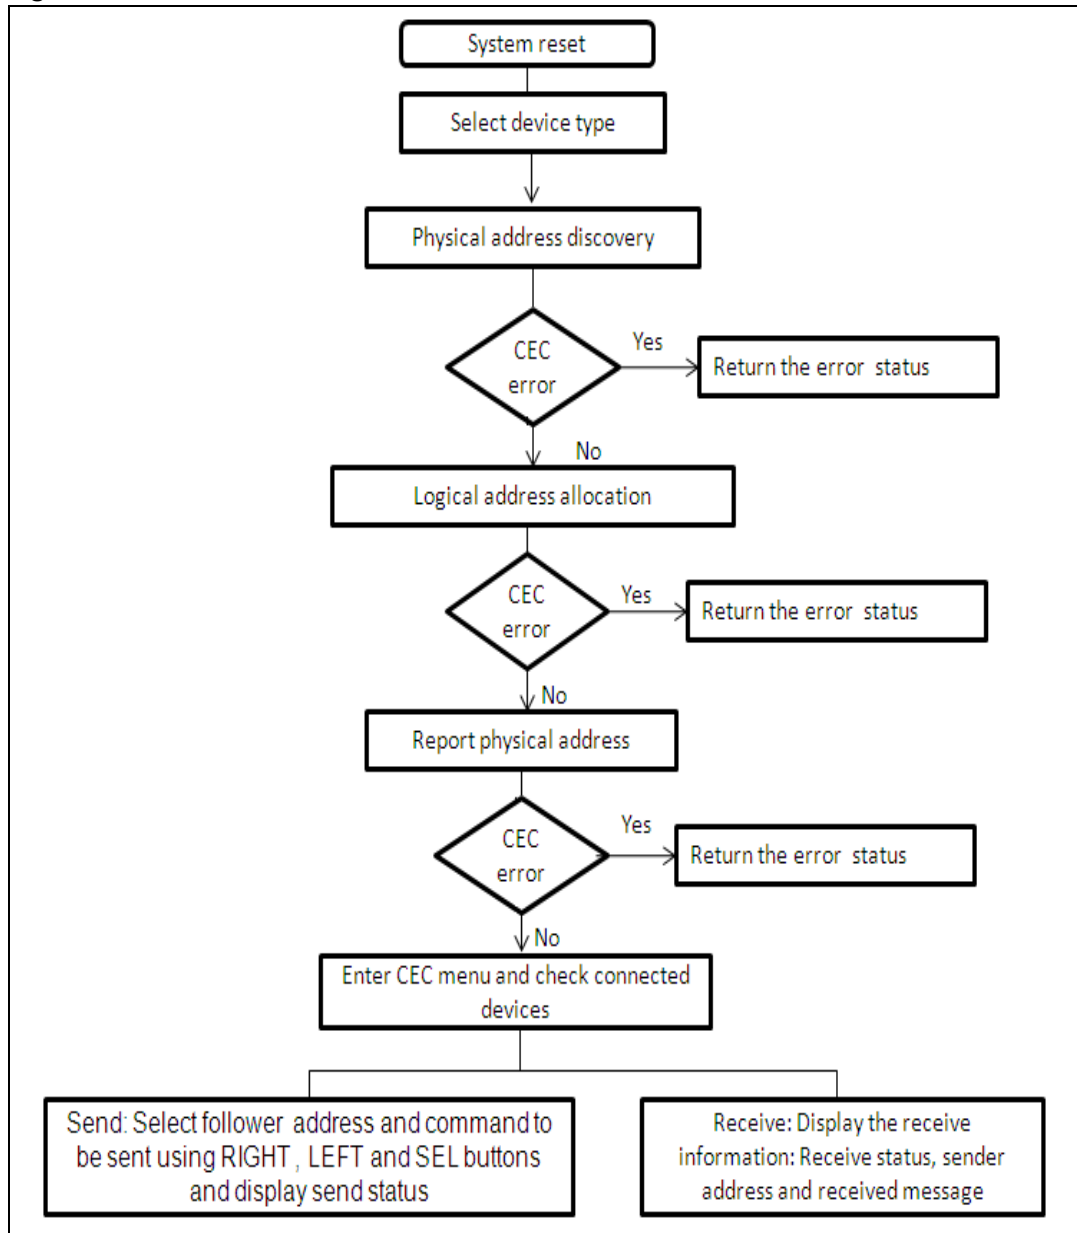 System reset
Select device type
Physical address discovery
CEC
error
Yes
Return the error status
No
Logical address allocation
CEC
error
Yes
Return the error status
No
Report physical address
CEC
error
Yes
Return the error status
No
Enter CEC menu and check connected
devices
Send: Select follower address and command to
be sent using RIGHT , LEFT and SEL buttons
and display send status
Receive: Display the receive
information: Receive status, sender
address and received message